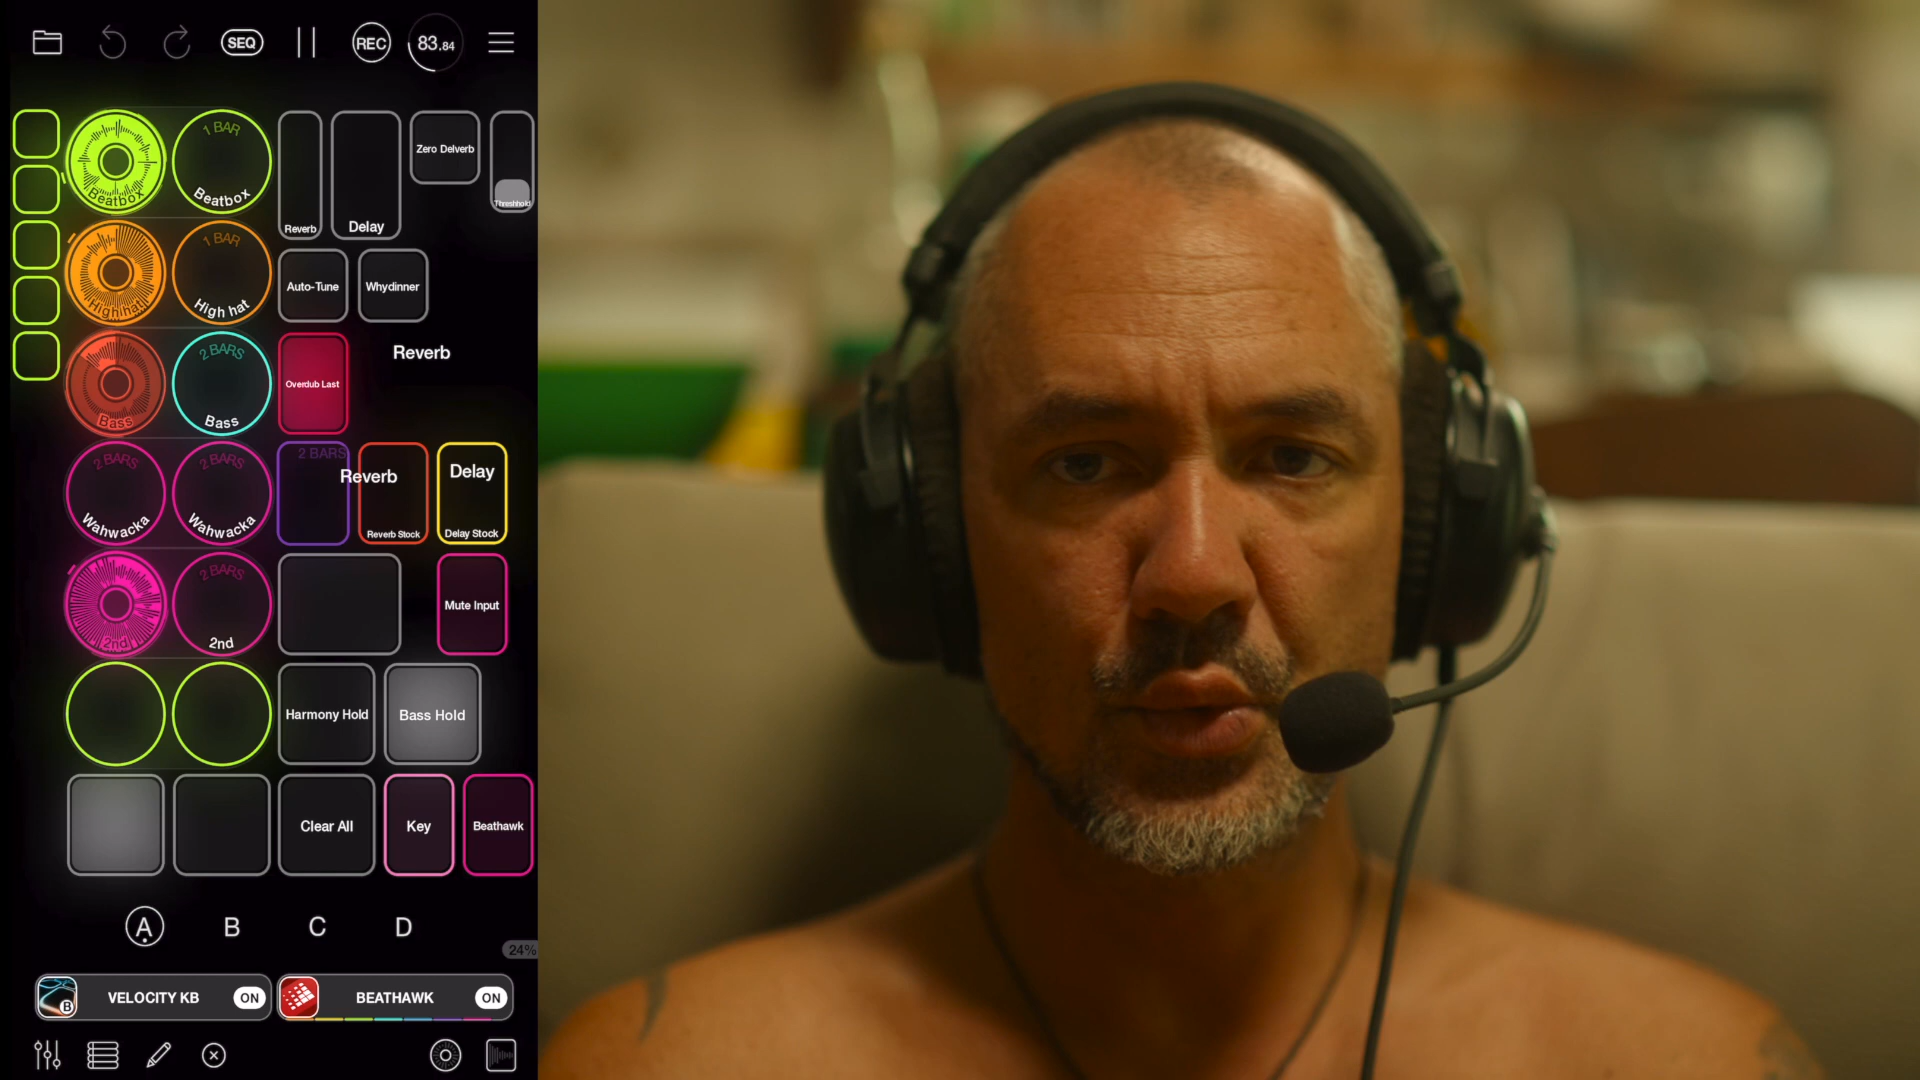 SEQ
REC
83.84
Beatbox
1 BAR
Beatbox
Reverb
Delay
Zero Delverb
Threshhold
High hat
1 BAR
High hat
Auto-Tune
Whydinner
Bass
2 BARS
Bass
Overdub Last
Reverb
2 BARS
Wahwacka
2 BARS
Wahwacka
2 BARS
Reverb
Reverb Stock
Delay
Delay Stock
2nd
2 BARS
2nd
Mute Input
Harmony Hold
Bass Hold
Clear All
Key
Beathawk
A
B
C
D
24%
B
VELOCITY KB
ON
BEATHAWK
ON